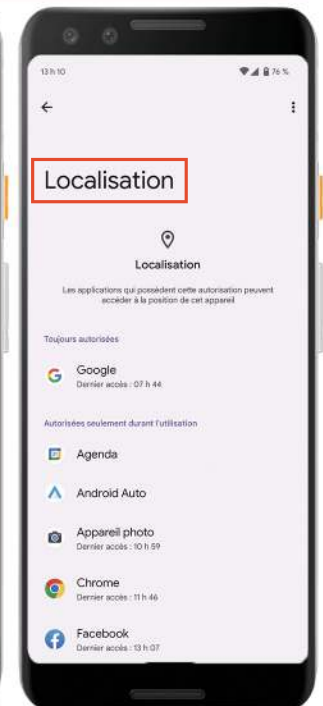 13 h 10
76 %
Localisation
Localisation
Les applications qui possèdent cette autorisation peuvent
accéder à la position de cet appareil
Toujours autorisées
Google
Dernier accès : 07 h 44
Autorisées seulement durant l'utilisation
Agenda
Android Auto
Appareil photo
Dernier accès : 10 h 59
Chrome
Dernier accès : 11 h 46
Facebook
Dernier accès : 13 h 07